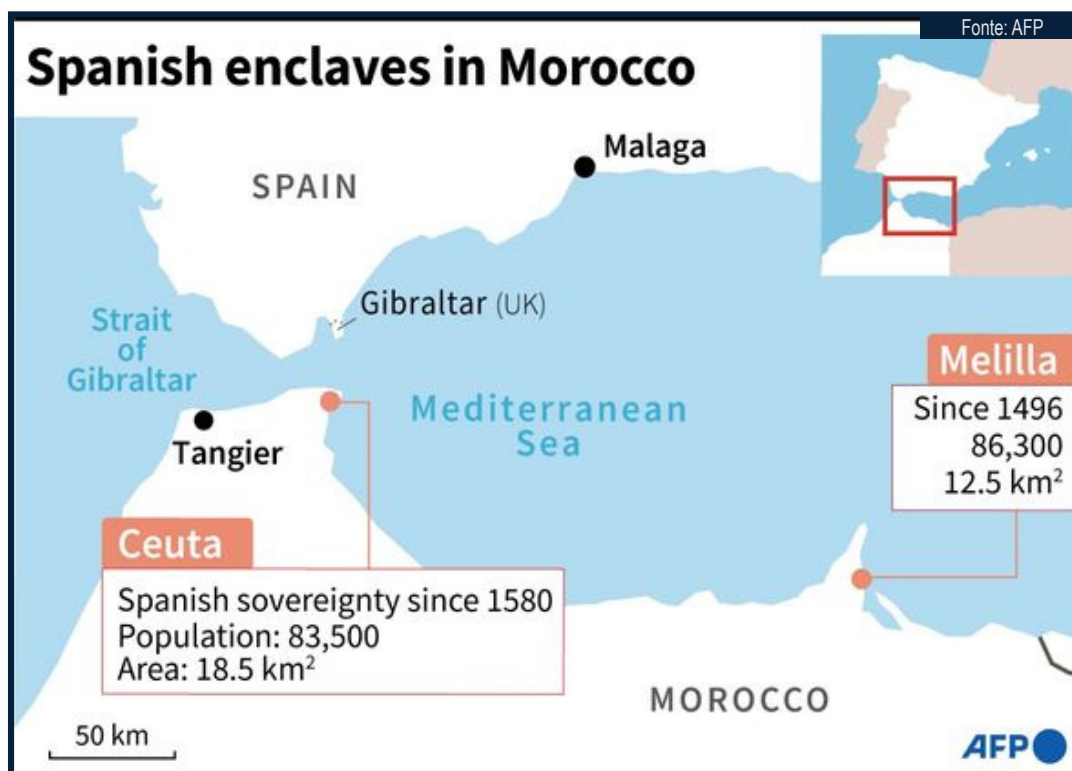 Fonte: AFP
Spanish enclaves in Morocco
Malaga
SPAIN
Gibraltar (UK)
Strait
of
Gibraltar
Mediterranean
Sea
Tangier
Melilla
Since 1496
86,300
12.5 km²
Ceuta
Spanish sovereignty since 1580
Population: 83,500
Area: 18.5 km²
MOROCCO
50 km
AFP